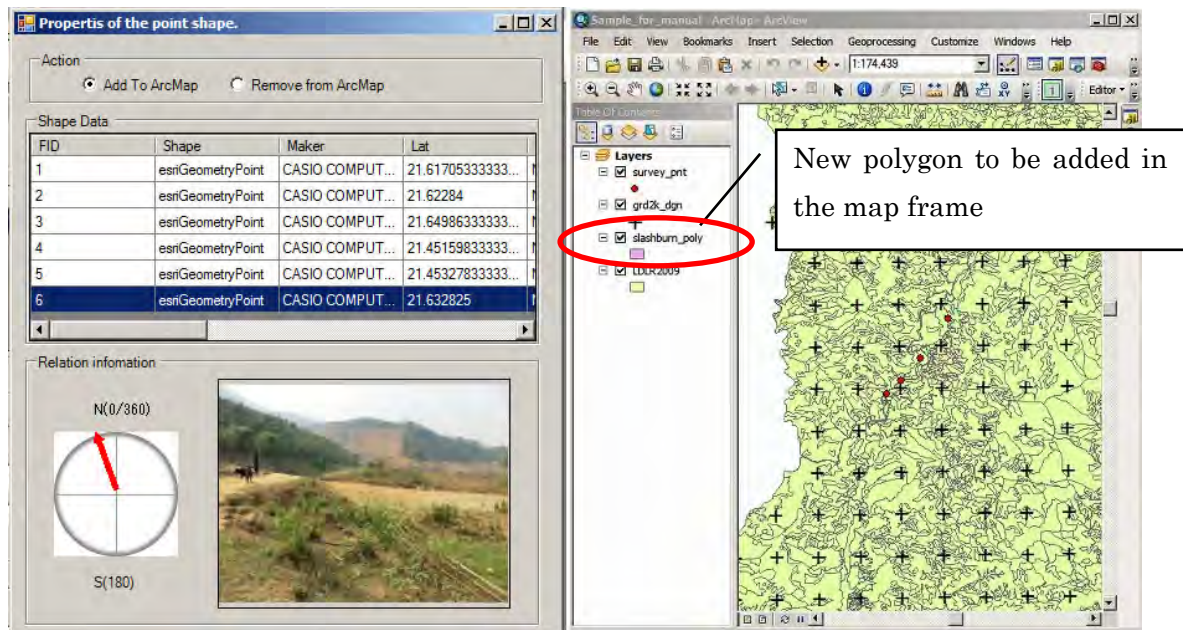 Propertis of the point shape.
Action
Add To ArcMap Remove from ArcMap
Shape Data
FID Shape Maker Lat
1 esriGeometryPoint CASIO COMPUT... 21.61705333333...
2 esriGeometryPoint CASIO COMPUT... 21.62284
3 esriGeometryPoint CASIO COMPUT... 21.64986333333...
4 esriGeometryPoint CASIO COMPUT... 21.45159833333...
5 esriGeometryPoint CASIO COMPUT... 21.45327833333...
6 esriGeometryPoint CASIO COMPUT... 21.632825
Relation infomation
N(0/360)
S(180)
Sample_for_manual - ArcMap - ArcView
File Edit View Bookmarks Insert Selection Geoprocessing Customize Windows Help
1:174,439
Editor
Table Of Contents
Layers
survey_pnt
grd2k_dgn
slashburn_poly
LDLR2009
New polygon to be added in
the map frame